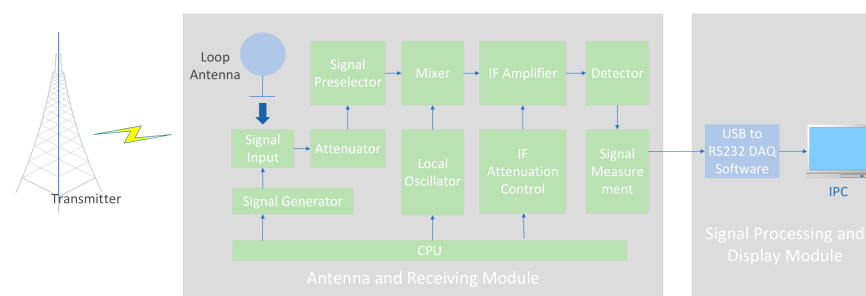 Loop
Antenna
Signal
Preselector
Mixer
IF Amplifier
Detector
Signal
Input
Attenuator
Local
Oscillator
IF
Attenuation
Control
Signal
Measure
ment
USB to
RS232 DAQ
Software
IPC
Transmitter
Signal Generator
CPU
Antenna and Receiving Module
Signal Processing and
Display Module